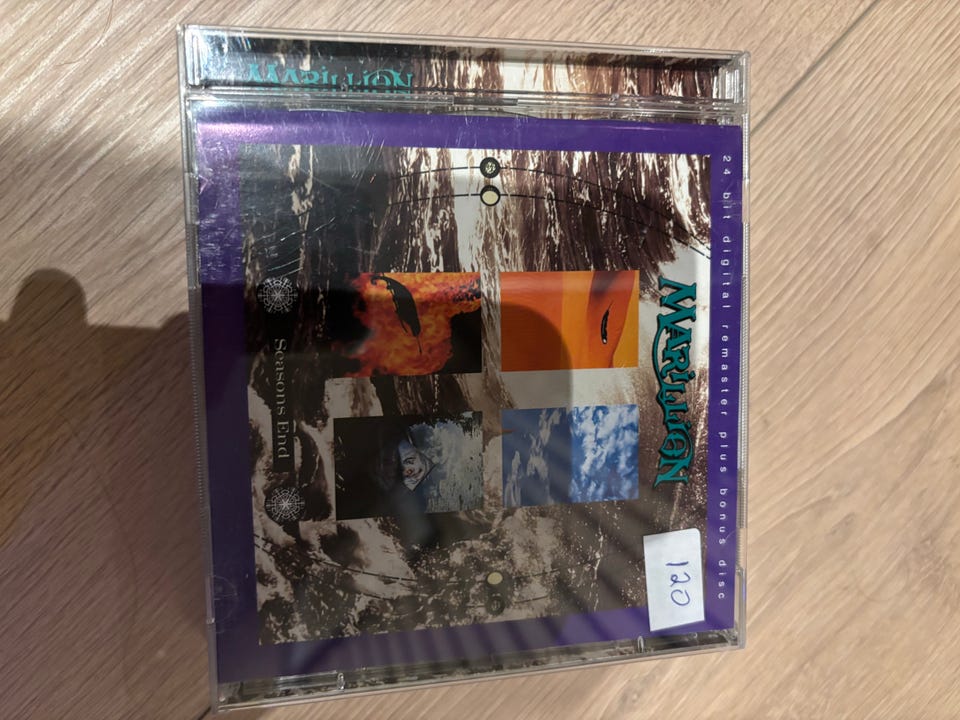 MARILLION
24 bit digital remaster plus bonus disc
MARILLION
Seasons End
120